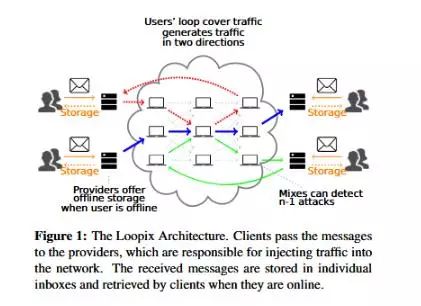 Users' loop cover traffic
generates traffic
in two directions
Storage
Storage
Storage
Storage
Providers offer
offline storage
when user is offline
Mixes can detect
n-1 attacks
Figure 1: The Loopix Architecture. Clients pass the messages
to the providers, which are responsible for injecting traffic into
the network. The received messages are stored in individual
inboxes and retrieved by clients when they are online.